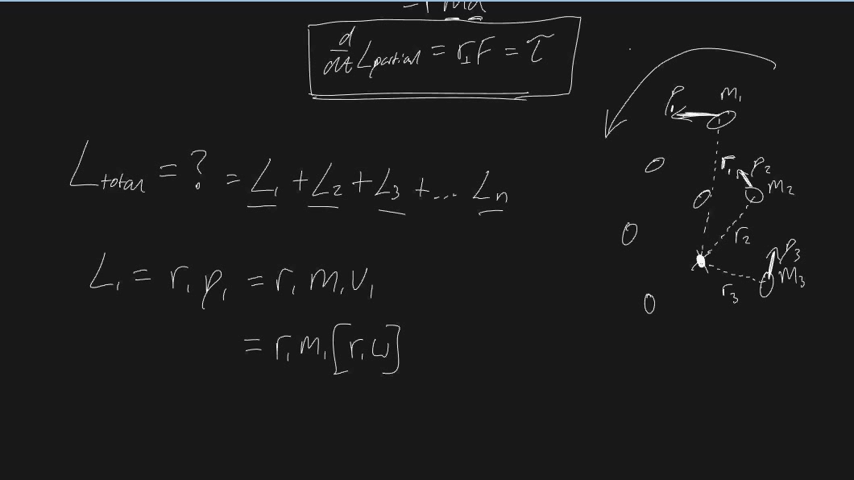 d/dt L_partial = r⊥F = τ
L_total = ? = L₁ + L₂ + L₃ + ... Lₙ
L₁ = r₁ p₁ = r₁ m₁ v₁
= r₁ m₁ [r₁ ω]
p₁ m₁
r₁ p₂ m₂
r₂
p₃ m₃
r₃